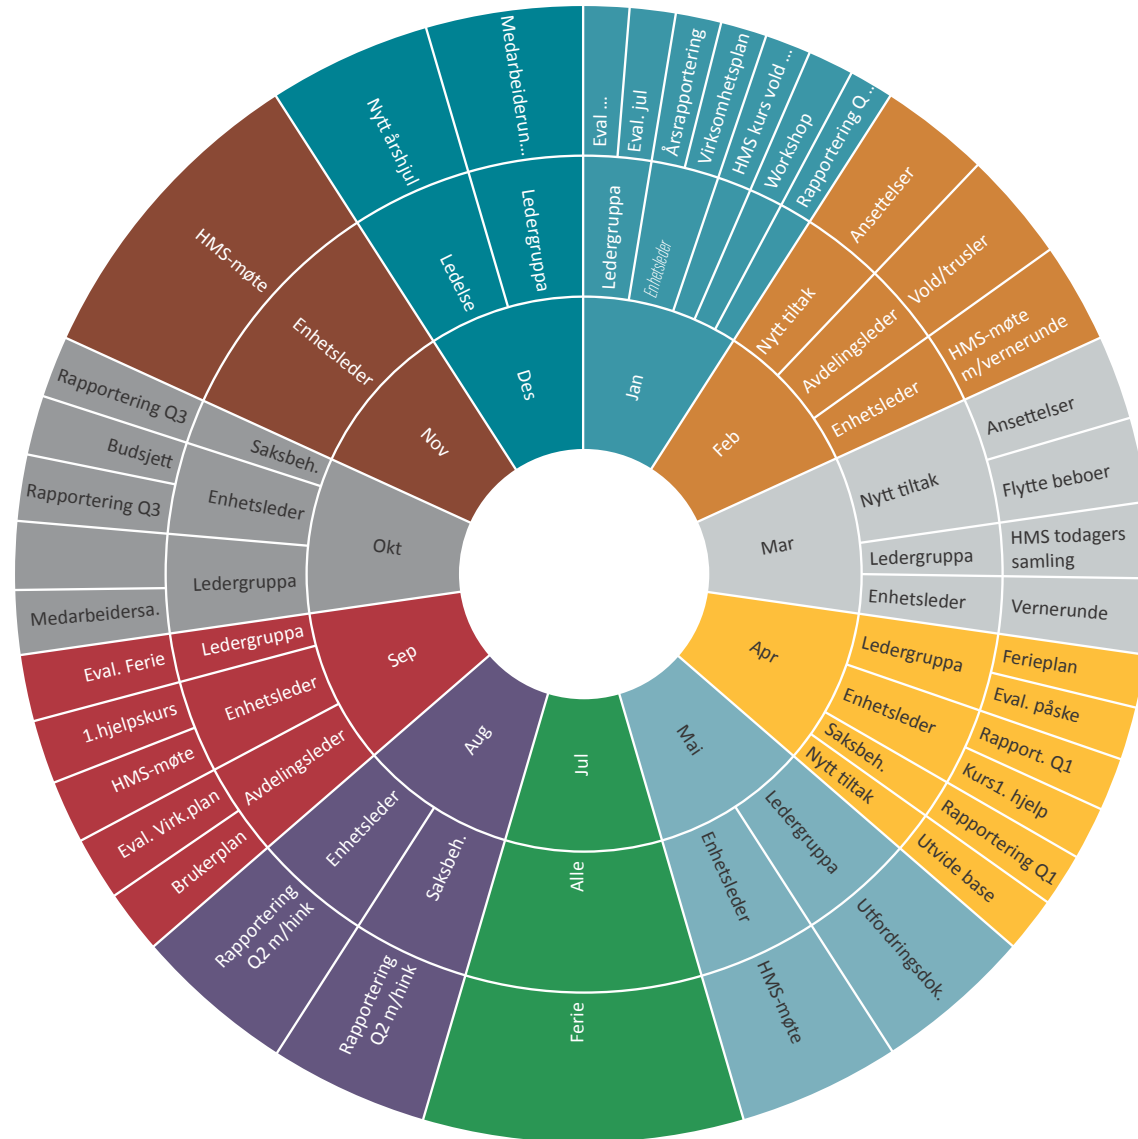 Jan
Ledergruppa
Eval ...
Eval. jul
Enhetsleder
Årsrapportering
Virksomhetsplan
HMS kurs vold ...
Workshop
Rapportering Q ...
Feb
Nytt tiltak
Ansettelser
Avdelingsleder
Vold/trusler
Enhetsleder
HMS-møte
m/vernerunde
Mar
Nytt tiltak
Ansettelser
Flytte beboer
Ledergruppa
HMS todagers
samling
Enhetsleder
Vernerunde
Apr
Ledergruppa
Ferieplan
Eval. påske
Enhetsleder
Rapport. Q1
Kurs1. hjelp
Saksbeh.
Rapportering Q1
Nytt tiltak
Utvide base
Mai
Ledergruppa
Utfordringsdok.
Enhetsleder
HMS-møte
Jul
Alle
Ferie
Aug
Saksbeh.
Rapportering
Q2 m/hink
Enhetsleder
Rapportering
Q2 m/hink
Sep
Avdelingsleder
Brukerplan
Eval. Virk.plan
Enhetsleder
HMS-møte
1.hjelpskurs
Ledergruppa
Eval. Ferie
Okt
Ledergruppa
Medarbeidersa.
Enhetsleder
Rapportering Q3
Budsjett
Saksbeh.
Rapportering Q3
Nov
Enhetsleder
HMS-møte
Des
Ledelse
Nytt årshjul
Ledergruppa
Medarbeiderun...